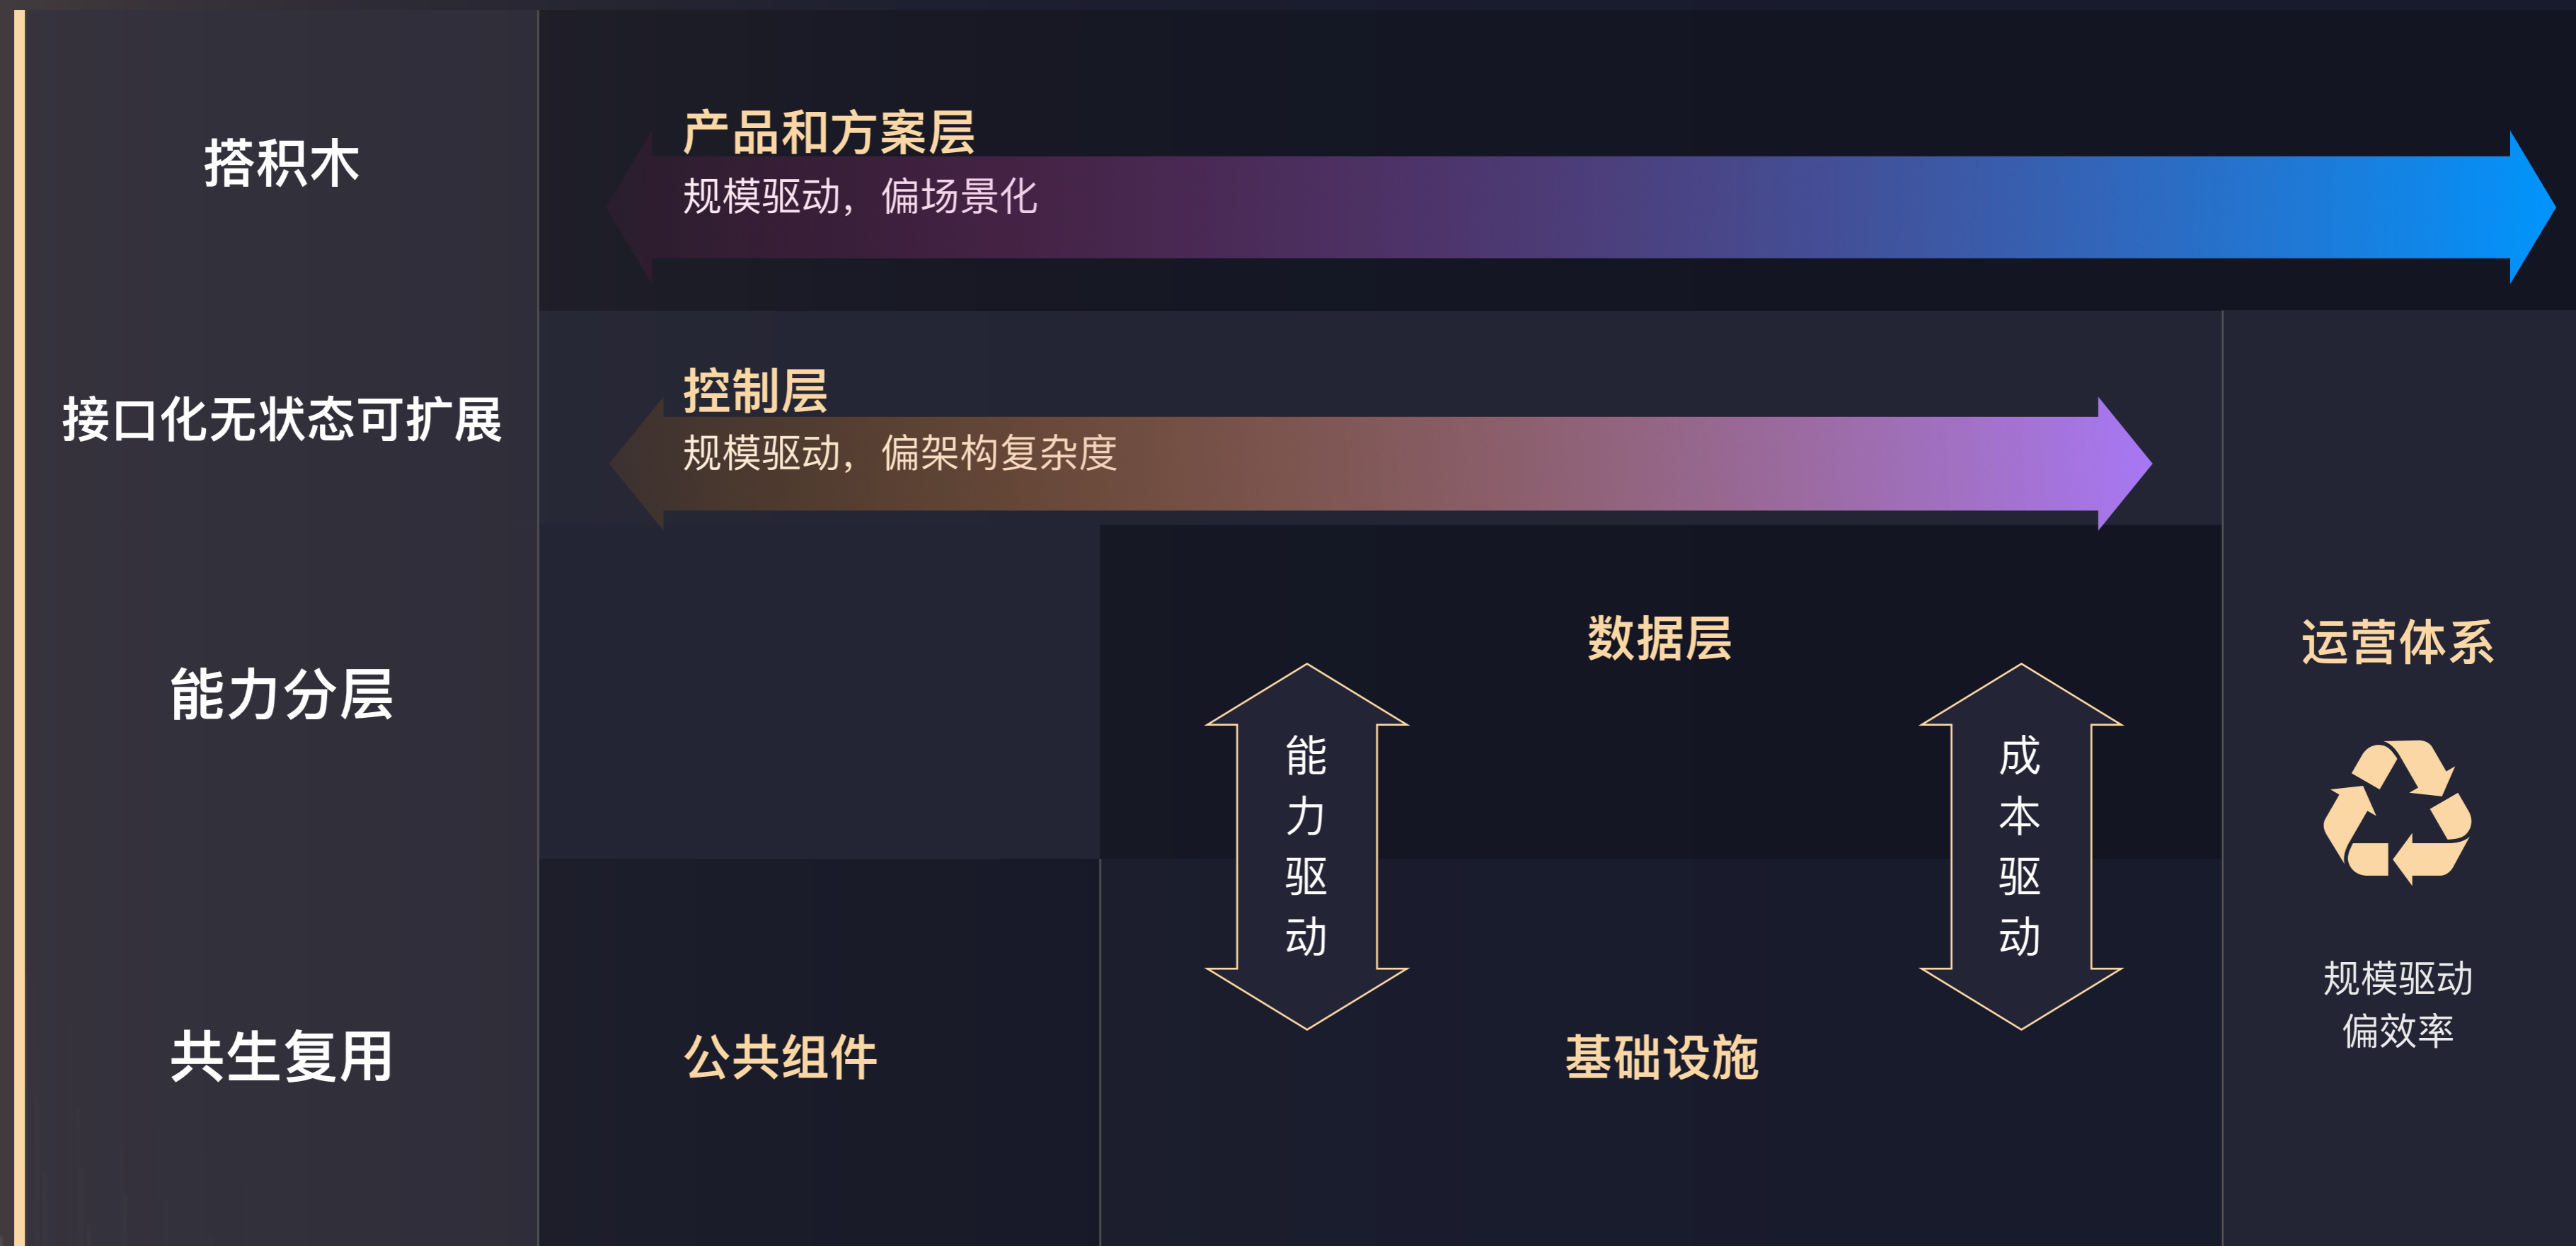 搭积木
产品和方案层
规模驱动，偏场景化
接口化无状态可扩展
控制层
规模驱动，偏架构复杂度
能力分层
数据层
能力驱动
成本驱动
运营体系
规模驱动
偏效率
共生复用
公共组件
基础设施